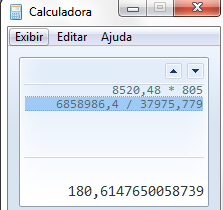 Calculadora
Exibir Editar Ajuda
8520,48 * 805
6858986,4 / 37975,779
180,6147650058739